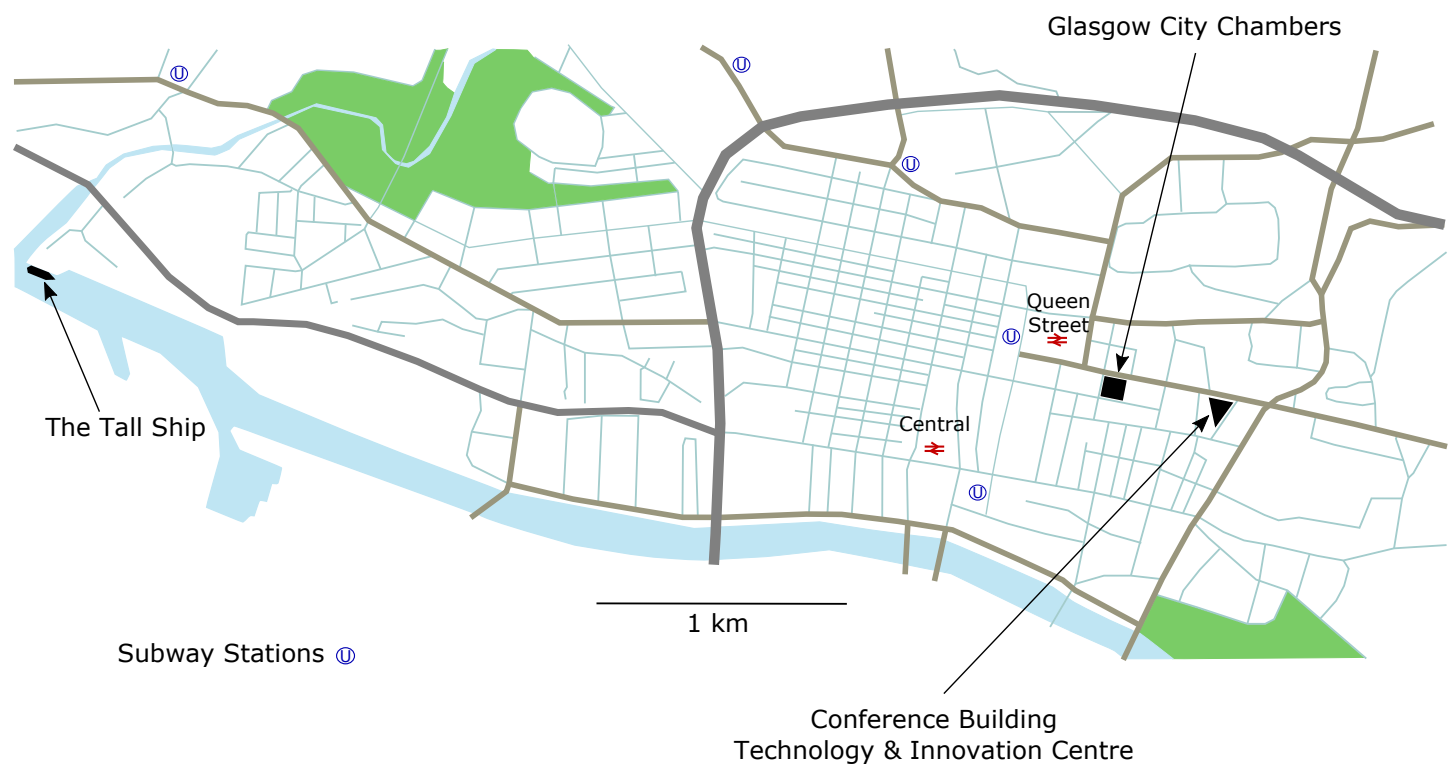 Glasgow City Chambers
U
U
U
Queen
Street
U
The Tall Ship
Central
U
1 km
Subway Stations U
Conference Building
Technology & Innovation Centre